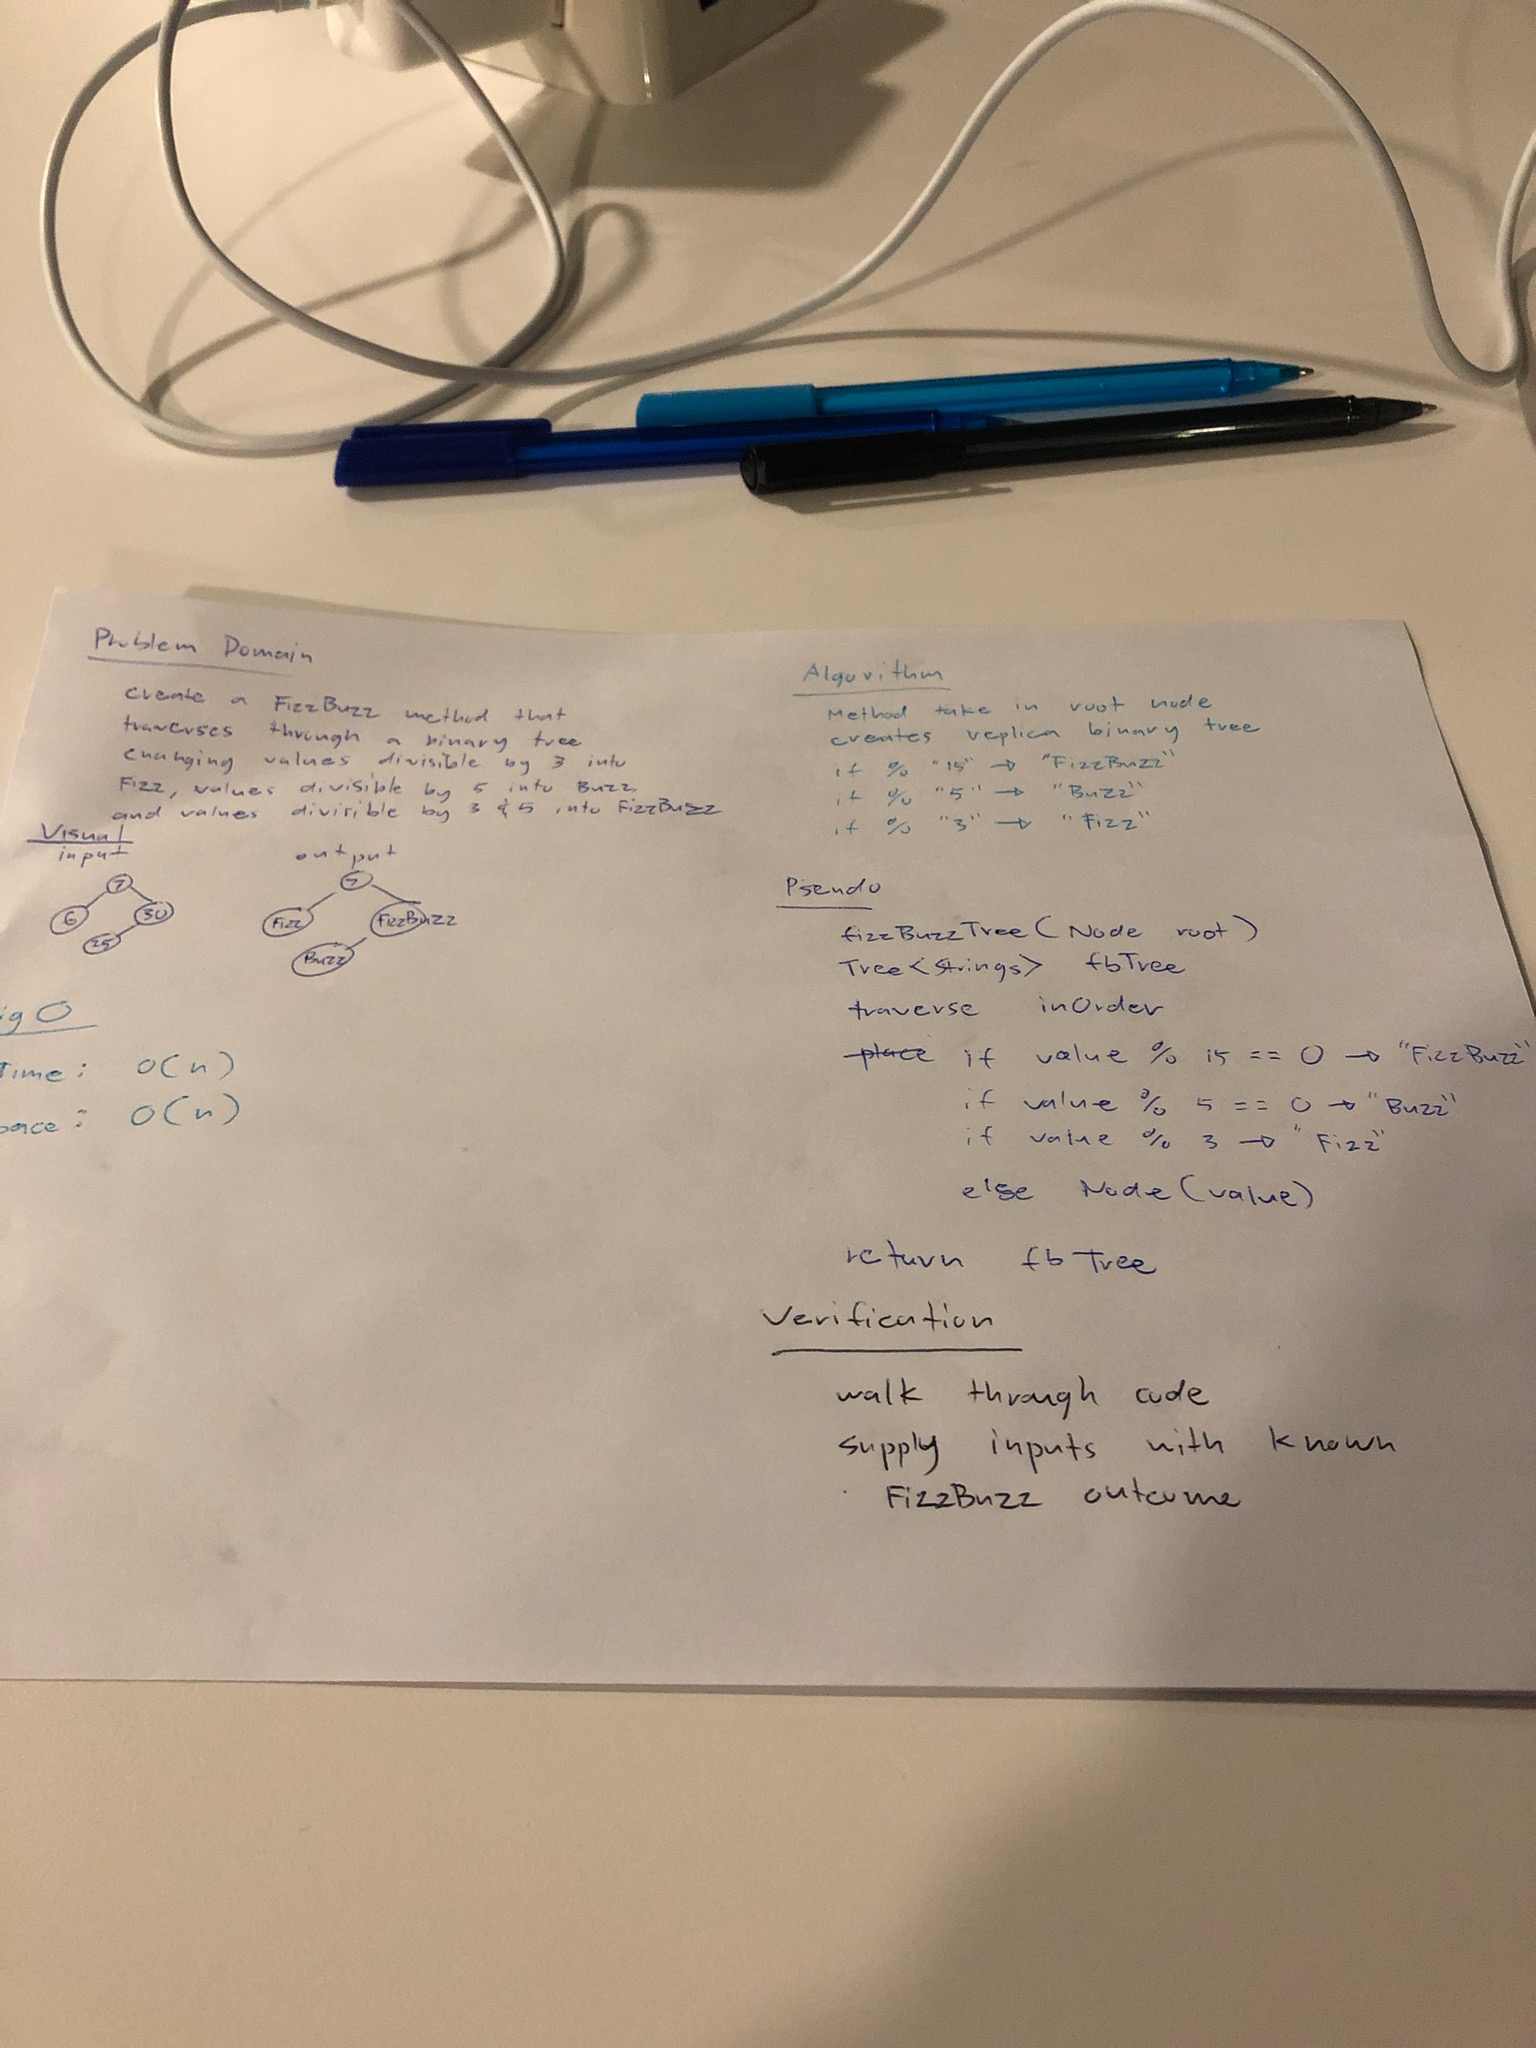 Problem Domain
create a FizzBuzz method that
traverses through a binary tree
changing values divisible by 3 into
Fizz, values divisible by 5 into Buzz
and values divisible by 3 & 5 into FizzBuzz
Visual
input
output
7
6
30
25
7
Fizz
FizzBuzz
Buzz
ig O
Time: O(n)
pace: O(n)
Algorithm
Method take in root node
creates replica binary tree
if % "15" → "FizzBuzz"
if % "5" → "Buzz"
if % "3" → "Fizz"
Pseudo
fizzBuzzTree(Node root)
Tree<Strings> fbTree
traverse inOrder
place if value % 15 == 0 → "FizzBuzz"
if value % 5 == 0 → "Buzz"
if value % 3 → "Fizz"
else Node(value)
return fbTree
Verification
walk through code
supply inputs with known
FizzBuzz outcome